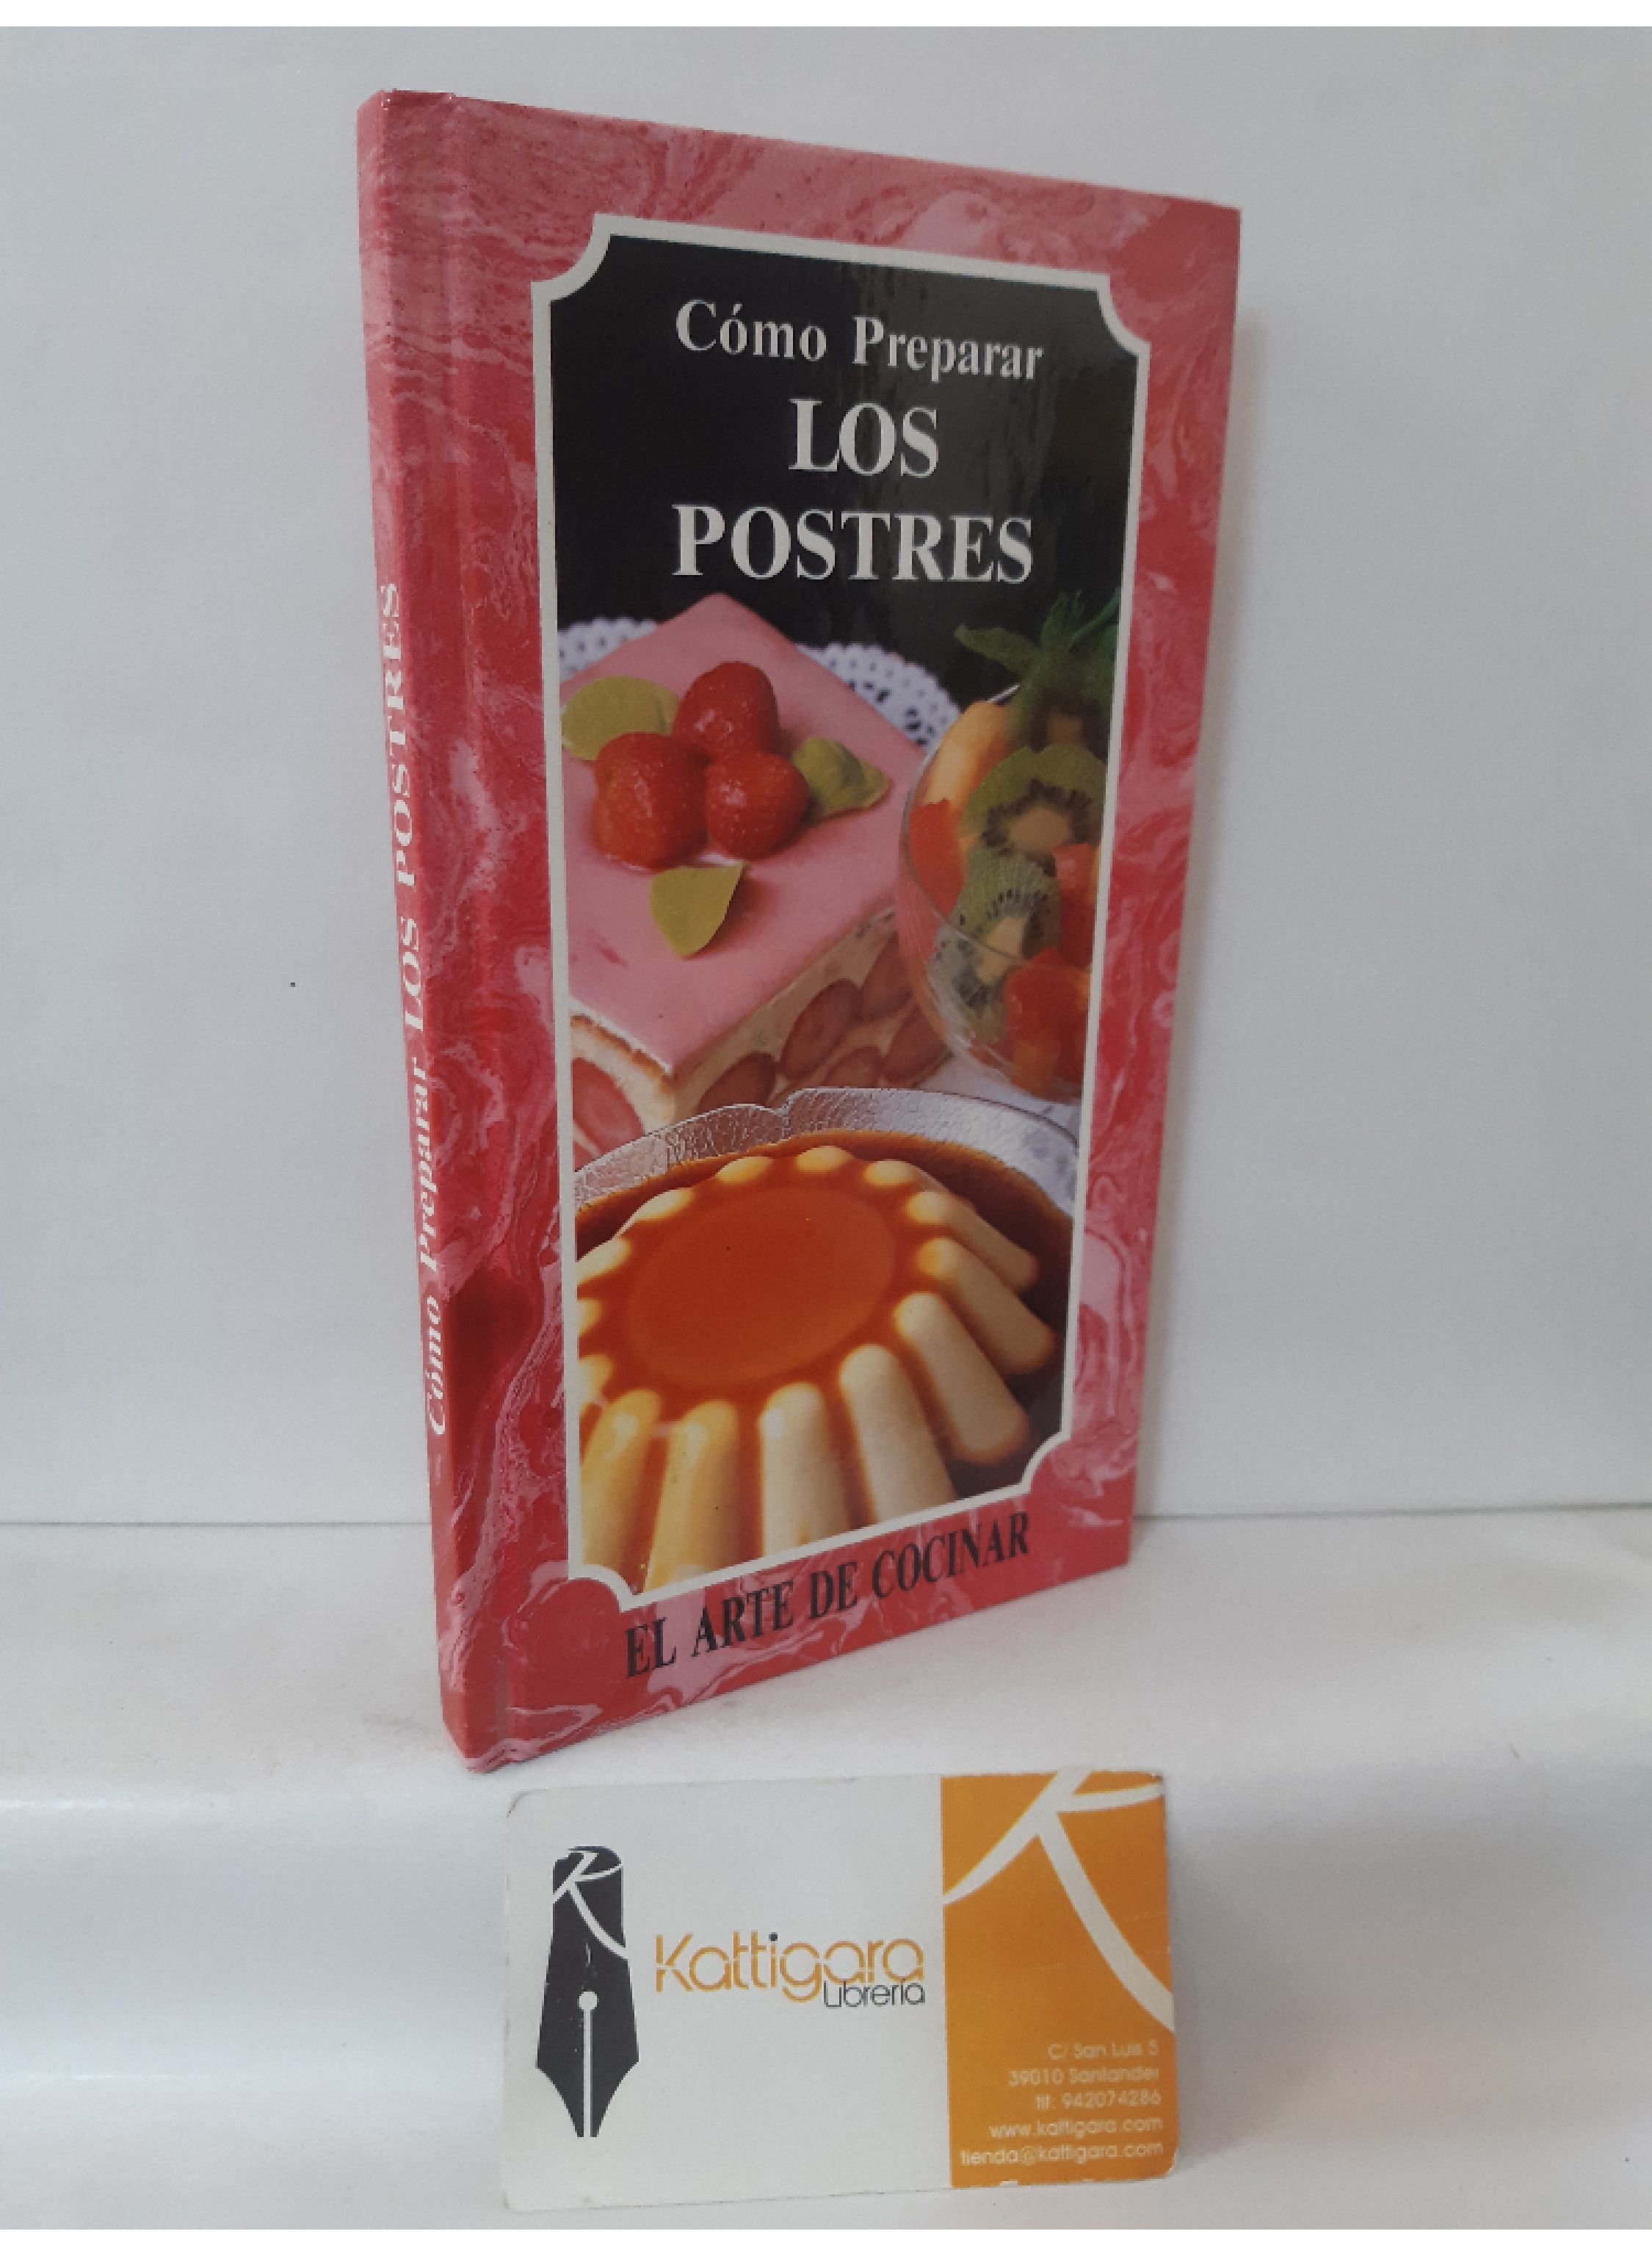 Cómo Preparar
LOS
POSTRES
EL ARTE DE COCINAR
Cómo Preparar LOS POSTRES
Kattigara
Librería
C/ San Luis 5
39010 Santander
tlf: 942074286
www.kattigara.com
tienda@kattigara.com